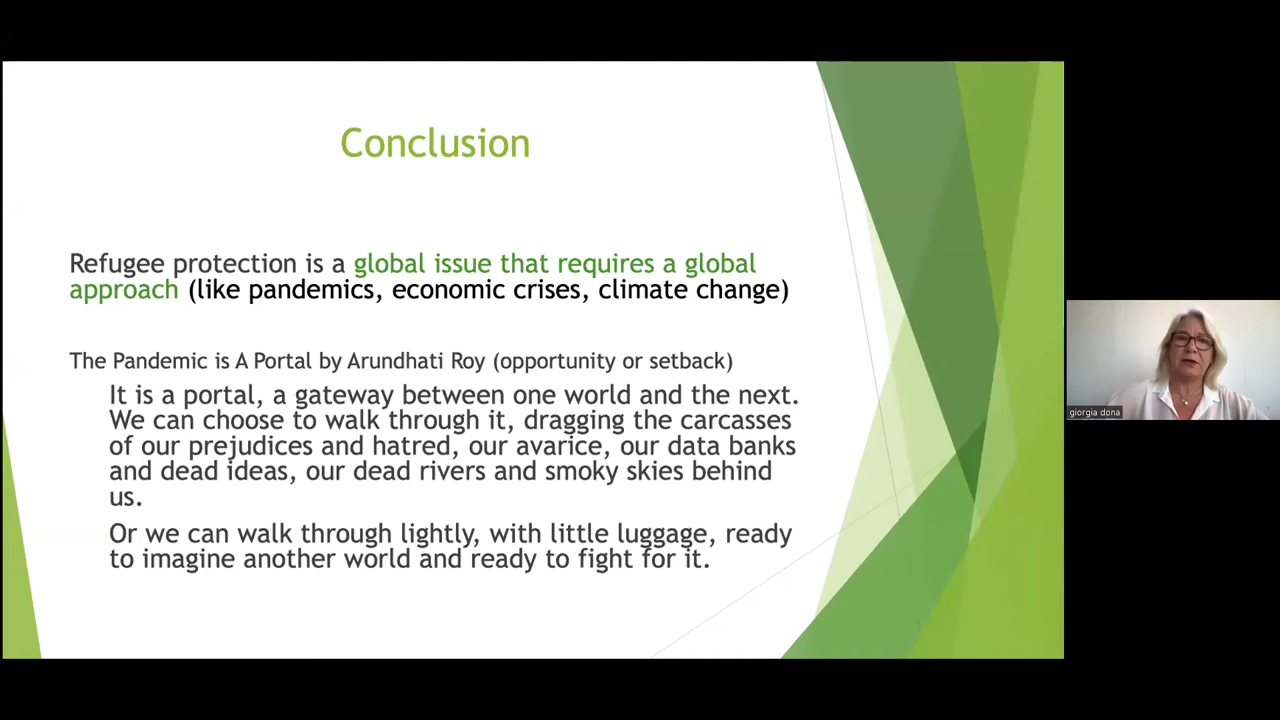 Conclusion
Refugee protection is a global issue that requires a global
approach (like pandemics, economic crises, climate change)
The Pandemic is A Portal by Arundhati Roy (opportunity or setback)
It is a portal, a gateway between one world and the next.
We can choose to walk through it, dragging the carcasses
of our prejudices and hatred, our avarice, our data banks
and dead ideas, our dead rivers and smoky skies behind
us.
Or we can walk through lightly, with little luggage, ready
to imagine another world and ready to fight for it.
giorgia dona